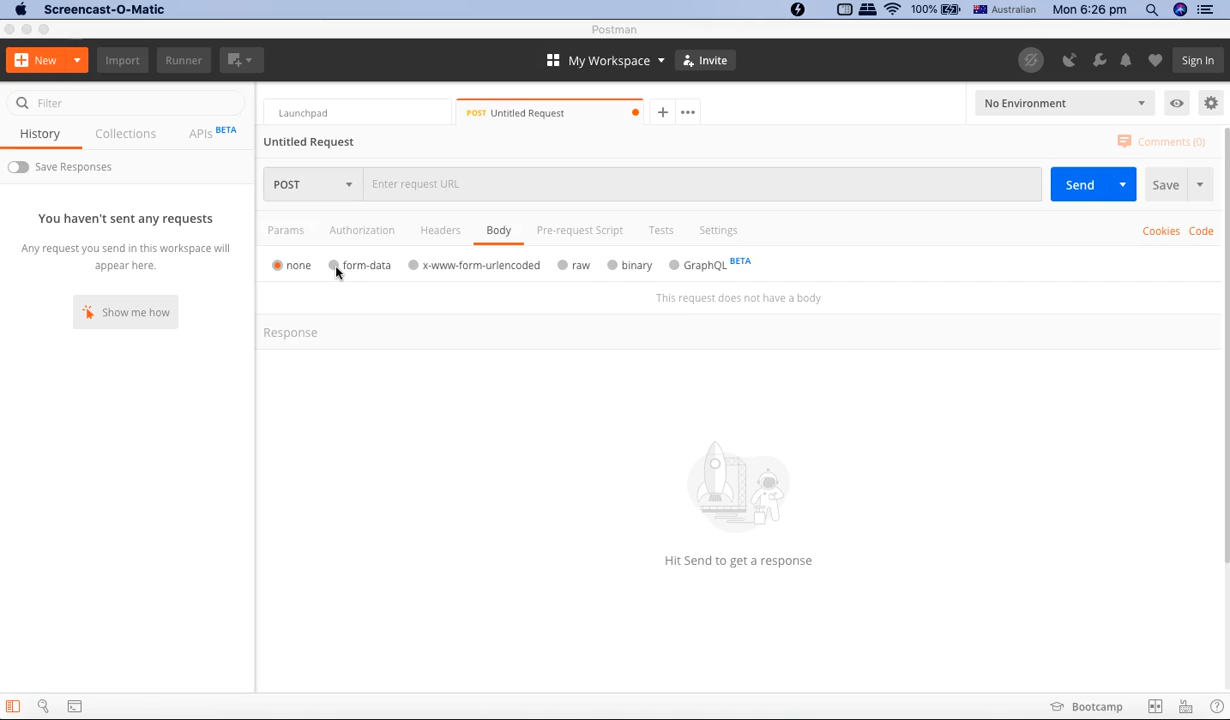 Screencast-O-Matic
100%
Australian
Mon 6:26 pm
Postman
New
Import
Runner
My Workspace
Invite
Sign In
Filter
History
Collections
APIs BETA
Save Responses
You haven't sent any requests
Any request you send in this workspace will
appear here.
Show me how
Launchpad
POST Untitled Request
No Environment
Untitled Request
Comments (0)
POST
Enter request URL
Send
Save
Params
Authorization
Headers
Body
Pre-request Script
Tests
Settings
Cookies
Code
none
form-data
x-www-form-urlencoded
raw
binary
GraphQL BETA
This request does not have a body
Response
Hit Send to get a response
Bootcamp